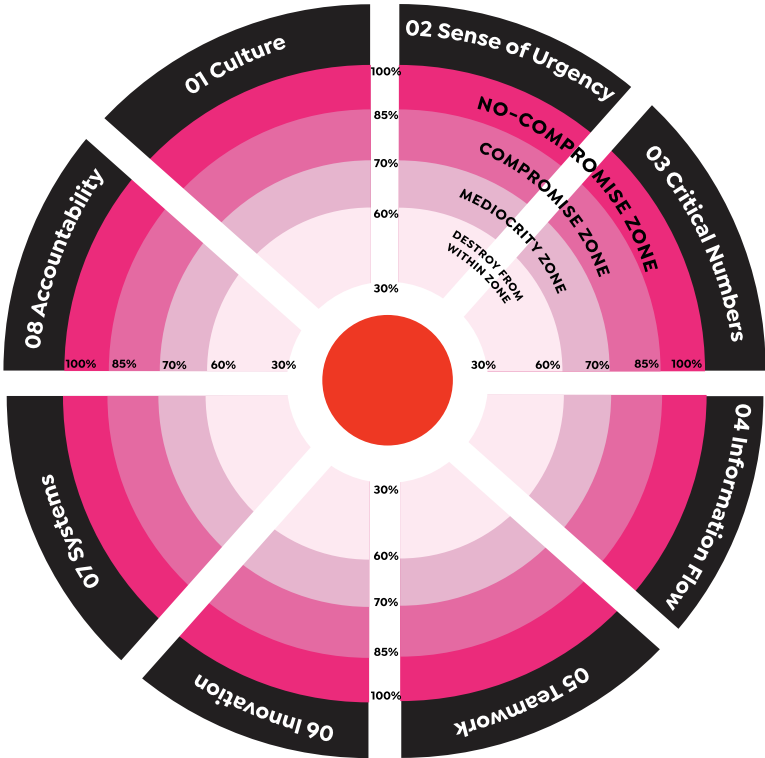 01 Culture
02 Sense of Urgency
03 Critical Numbers
04 Information Flow
05 Teamwork
06 Innovation
07 Systems
08 Accountability
NO-COMPROMISE ZONE
COMPROMISE ZONE
MEDIOCRITY ZONE
DESTROY FROM
WITHIN ZONE
100%
85%
70%
60%
30%
100% 85% 70% 60% 30%
30% 60% 70% 85% 100%
30%
60%
70%
85%
100%